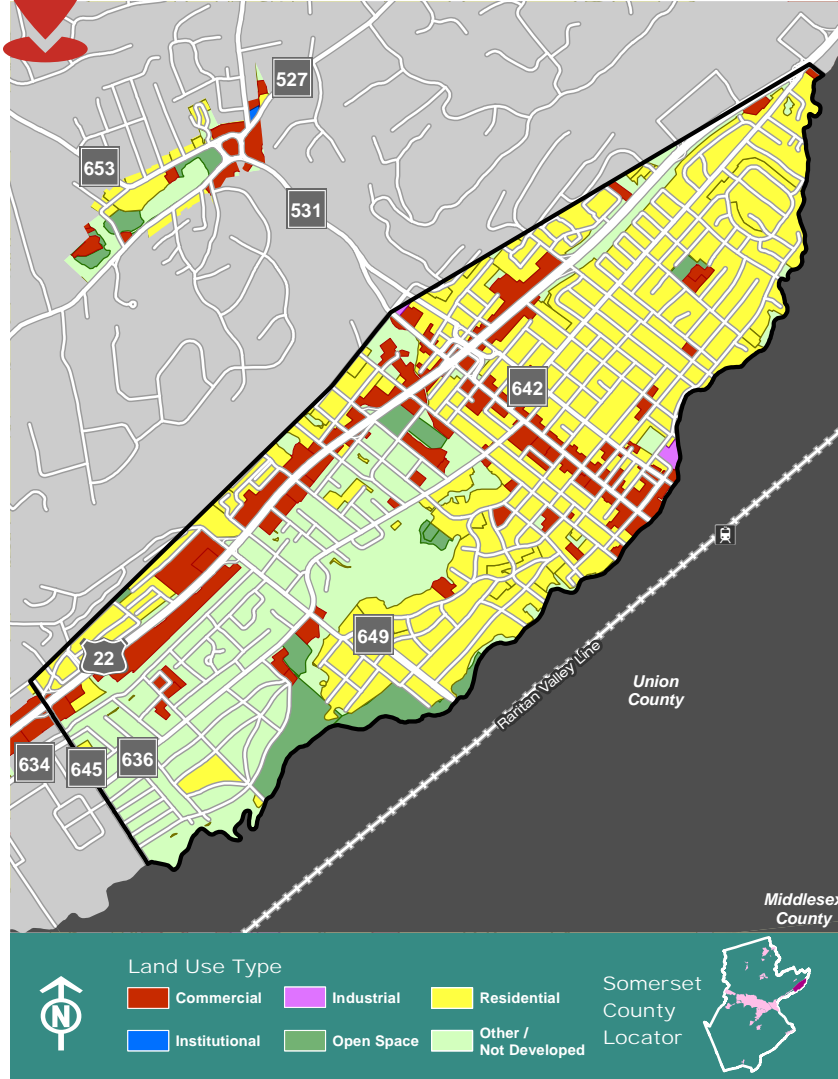 527
653
531
642
649
22
Raritan Valley Line
Union
County
634
645
636
Middlesex
County
Land Use Type
Commercial
Industrial
Residential
Institutional
Open Space
Other /
Not Developed
N
Somerset
County
Locator